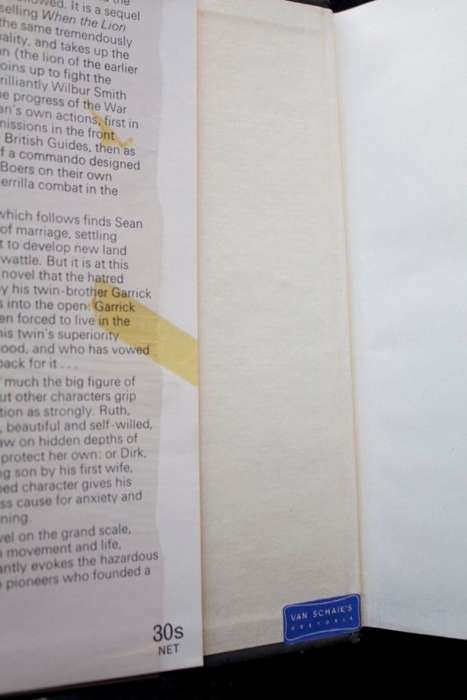 owed. It is a sequel
selling When the Lion
the same tremendously
ality, and takes up the
n (the lion of the earlier
oins up to fight the
rilliantly Wilbur Smith
e progress of the War
an's own actions, first in
missions in the front
British Guides, then as
f a commando designed
Boers on their own
errilla combat in the
which follows finds Sean
of marriage, settling
t to develop new land
wattle. But it is at this
novel that the hatred
y his twin-brother Garrick
s into the open: Garrick
en forced to live in the
his twin's superiority
ood, and who has vowed
back for it...
much the big figure of
ut other characters grip
tion as strongly. Ruth,
, beautiful and self-willed,
aw on hidden depths of
protect her own: or Dirk,
g son by his first wife,
ed character gives his
ss cause for anxiety and
ning.
vel on the grand scale,
movement and life,
antly evokes the hazardous
pioneers who founded a
30s
NET
VAN SCHAIK'S
PRETORIA